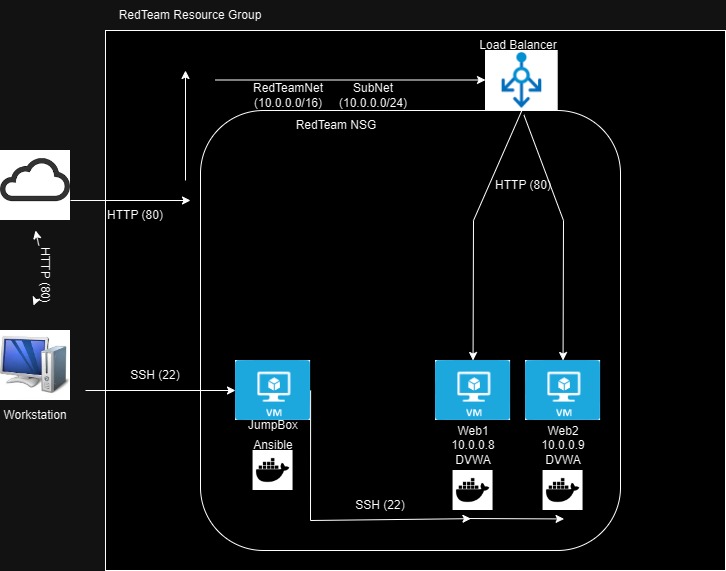 RedTeam Resource Group
Load Balancer
RedTeamNet SubNet
(10.0.0.0/16) (10.0.0.0/24)
RedTeam NSG
HTTP (80)
HTTP (80)
HTTP (80)
SSH (22)
Workstation
VM
JumpBox
Ansible
VM
Web1
10.0.0.8
DVWA
VM
Web2
10.0.0.9
DVWA
SSH (22)